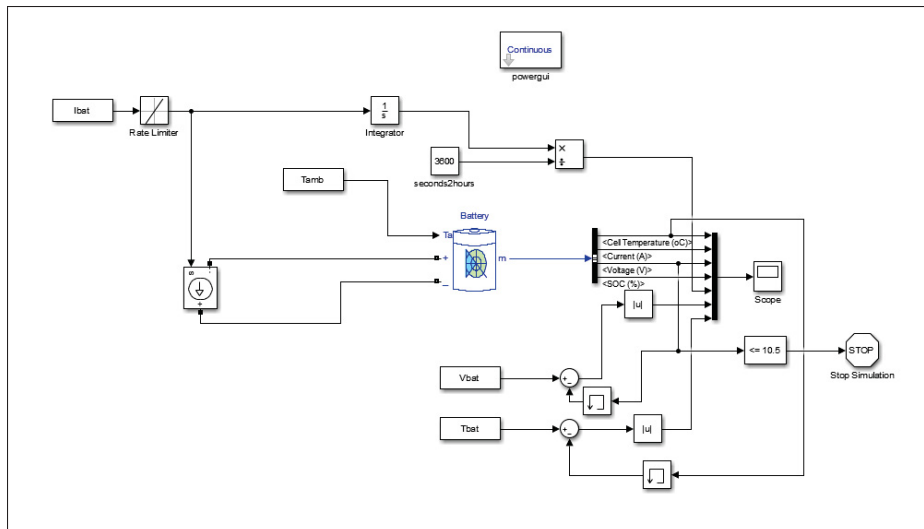 Continuous
powergui
Ibat
Rate Limiter
1
s
Integrator
3600
seconds2hours
×
÷
Tamb
Battery
Ta
+
m
–
s
-
+
<Cell Temperature (oC)>
<Current (A)>
<Voltage (V)>
<SOC (%)>
Scope
|u|
<= 10.5
STOP
Stop Simulation
Vbat
+
–
Tbat
+
–
|u|